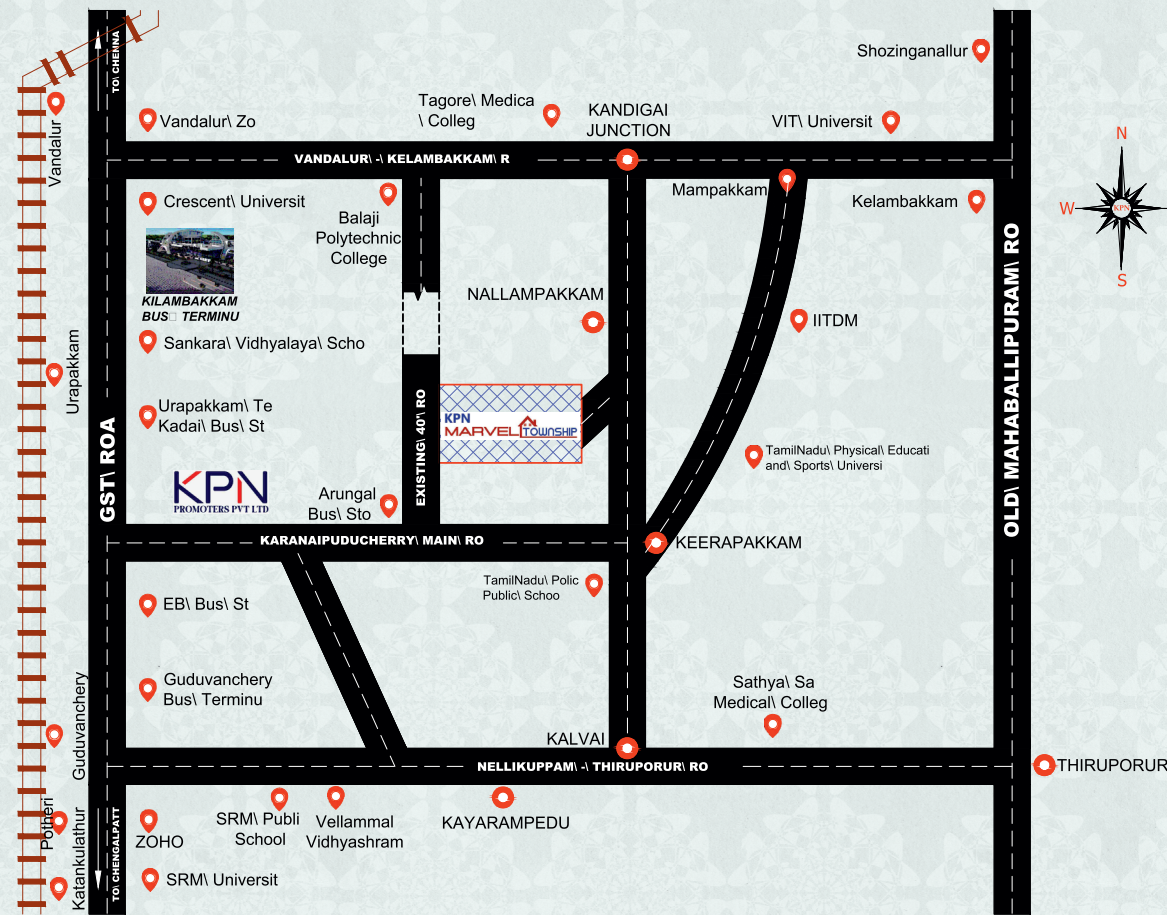 TO\ CHENNA
Shozinganallur
Vandalur
Vandalur\ Zo
Tagore\ Medica
\ Colleg
KANDIGAI
JUNCTION
VIT\ Universit
N
W
KPN
S
VANDALUR\ -\ KELAMBAKKAM\ R
Crescent\ Universit
Balaji
Polytechnic
College
Mampakkam
Kelambakkam
KILAMBAKKAM
BUS□ TERMINU
NALLAMPAKKAM
IITDM
OLD\ MAHABALLIPURAM\ RO
Sankara\ Vidhyalaya\ Scho
Urapakkam
Urapakkam\ Te
Kadai\ Bus\ St
GST\ ROA
EXISTING\ 40'\ RO
KPN
MARVEL TOWNSHIP
TamilNadu\ Physical\ Educati
and\ Sports\ Universi
KPN
PROMOTERS PVT LTD
Arungal
Bus\ Sto
KARANAIPUDUCHERRY\ MAIN\ RO
KEERAPAKKAM
TamilNadu\ Polic
Public\ Schoo
EB\ Bus\ St
Guduvanchery
Guduvanchery
Bus\ Terminu
Sathya\ Sa
Medical\ Colleg
KALVAI
NELLIKUPPAM\ -\ THIRUPORUR\ RO
THIRUPORUR
Potheri
Katankulathur
TO\ CHENGALPATT
ZOHO
SRM\ Publi
School
Vellammal
Vidhyashram
KAYARAMPEDU
SRM\ Universit